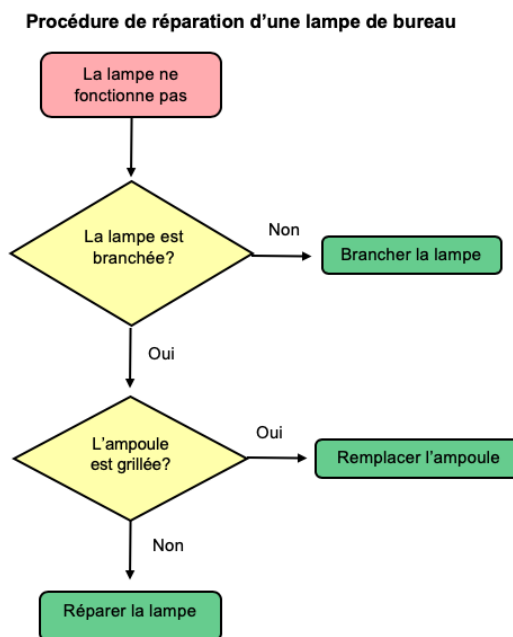 Procédure de réparation d’une lampe de bureau
La lampe ne
fonctionne pas
La lampe est
branchée?
Non
Brancher la lampe
Oui
L’ampoule
est grillée?
Oui
Remplacer l’ampoule
Non
Réparer la lampe